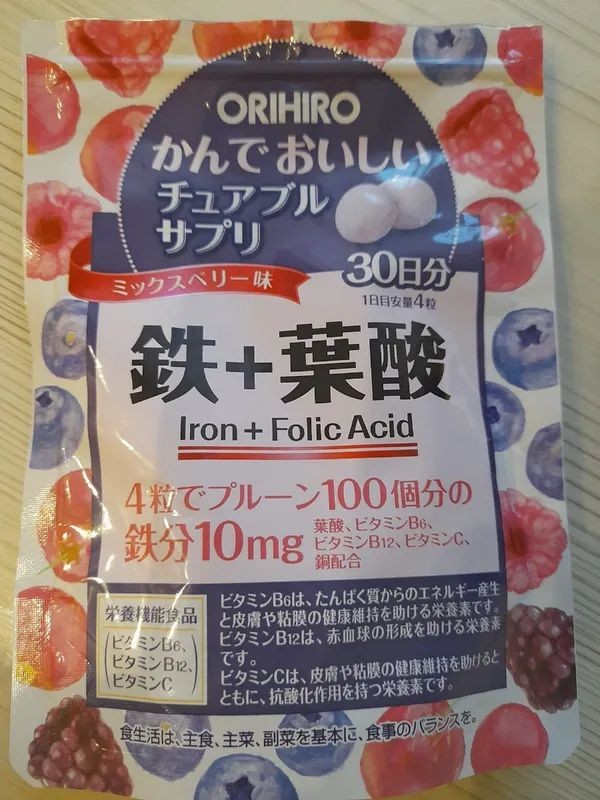 ORIHIRO
かんでおいしい
チュアブル
サプリ
ミックスベリー味
30日分
1日目安量4粒
鉄+葉酸
Iron + Folic Acid
4粒でプルーン100個分の
鉄分10mg
葉酸、ビタミンB6、
ビタミンB12、ビタミンC、
銅配合
栄養機能食品
ビタミンB6、
ビタミンB12、
ビタミンC
ビタミンB6は、たんぱく質からのエネルギー産生
と皮膚や粘膜の健康維持を助ける栄養素です。
ビタミンB12は、赤血球の形成を助ける栄養素
です。
ビタミンCは、皮膚や粘膜の健康維持を助けると
ともに、抗酸化作用を持つ栄養素です。
食生活は、主食、主菜、副菜を基本に、食事のバランスを。